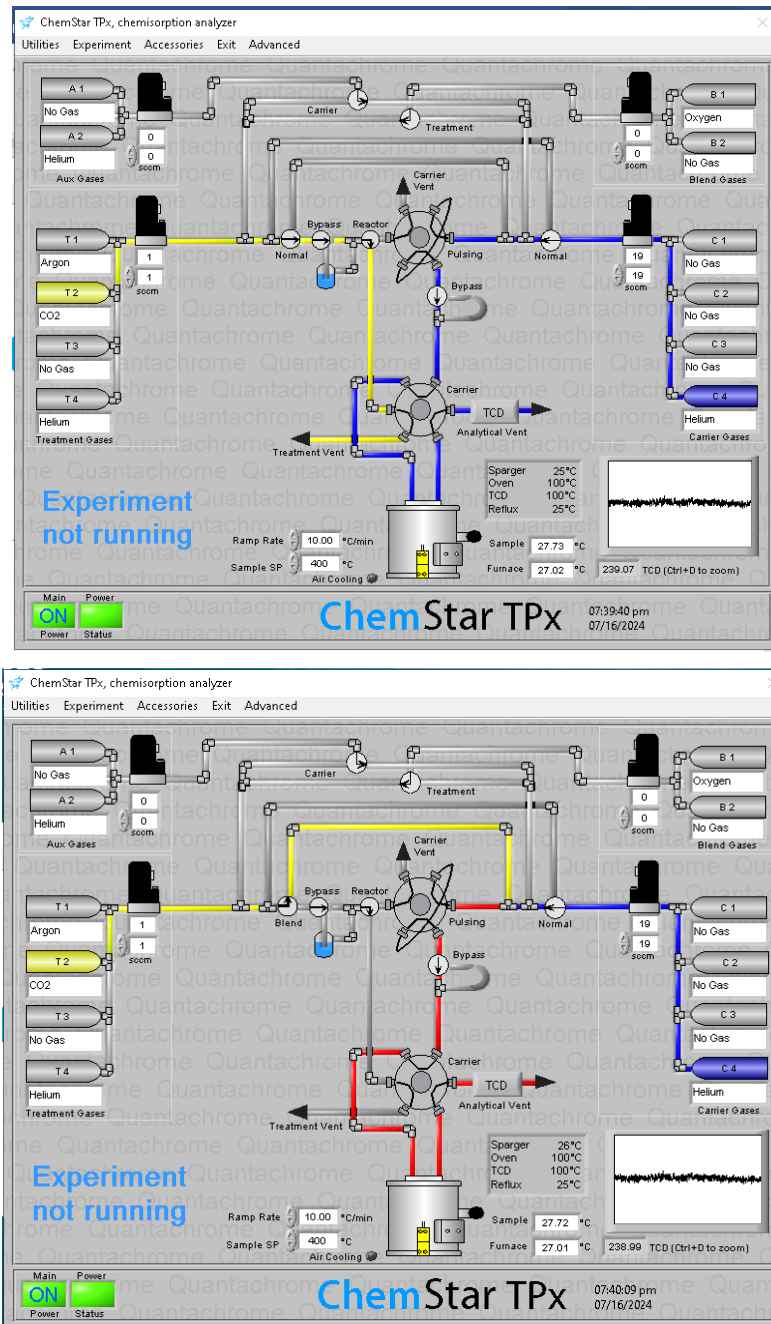 ChemStar TPx, chemisorption analyzer
Utilities Experiment Accessories Exit Advanced
A 1
No Gas
A 2
Helium
Aux Gases
0
0
sccm
Carrier
Treatment
0
0
sccm
B 1
Oxygen
B 2
No Gas
Blend Gases
T 1
Argon
T 2
CO2
T 3
No Gas
T 4
Helium
Treatment Gases
1
1
sccm
Normal
Bypass
Reactor
Carrier
Vent
Pulsing
Normal
Bypass
19
19
sccm
C 1
No Gas
C 2
No Gas
C 3
No Gas
C 4
Helium
Carrier Gases
Carrier
TCD
Analytical Vent
Treatment Vent
Experiment
not running
Sparger 25°C
Oven 100°C
TCD 100°C
Reflux 25°C
Ramp Rate 10.00 °C/min
Sample SP 400 °C
Air Cooling
Sample 27.73 °C
Furnace 27.02 °C
239.07 TCD (Ctrl+D to zoom)
Main Power
ON
Power Status
ChemStar TPx
07:39:40 pm
07/16/2024
ChemStar TPx, chemisorption analyzer
Utilities Experiment Accessories Exit Advanced
A 1
No Gas
A 2
Helium
Aux Gases
0
0
sccm
Carrier
Treatment
0
0
sccm
B 1
Oxygen
B 2
No Gas
Blend Gases
T 1
Argon
T 2
CO2
T 3
No Gas
T 4
Helium
Treatment Gases
1
1
sccm
Blend
Bypass
Reactor
Carrier
Vent
Pulsing
Normal
Bypass
19
19
sccm
C 1
No Gas
C 2
No Gas
C 3
No Gas
C 4
Helium
Carrier Gases
Carrier
TCD
Analytical Vent
Treatment Vent
Experiment
not running
Sparger 26°C
Oven 100°C
TCD 100°C
Reflux 25°C
Ramp Rate 10.00 °C/min
Sample SP 400 °C
Air Cooling
Sample 27.72 °C
Furnace 27.01 °C
238.99 TCD (Ctrl+D to zoom)
Main Power
ON
Power Status
ChemStar TPx
07:40:09 pm
07/16/2024